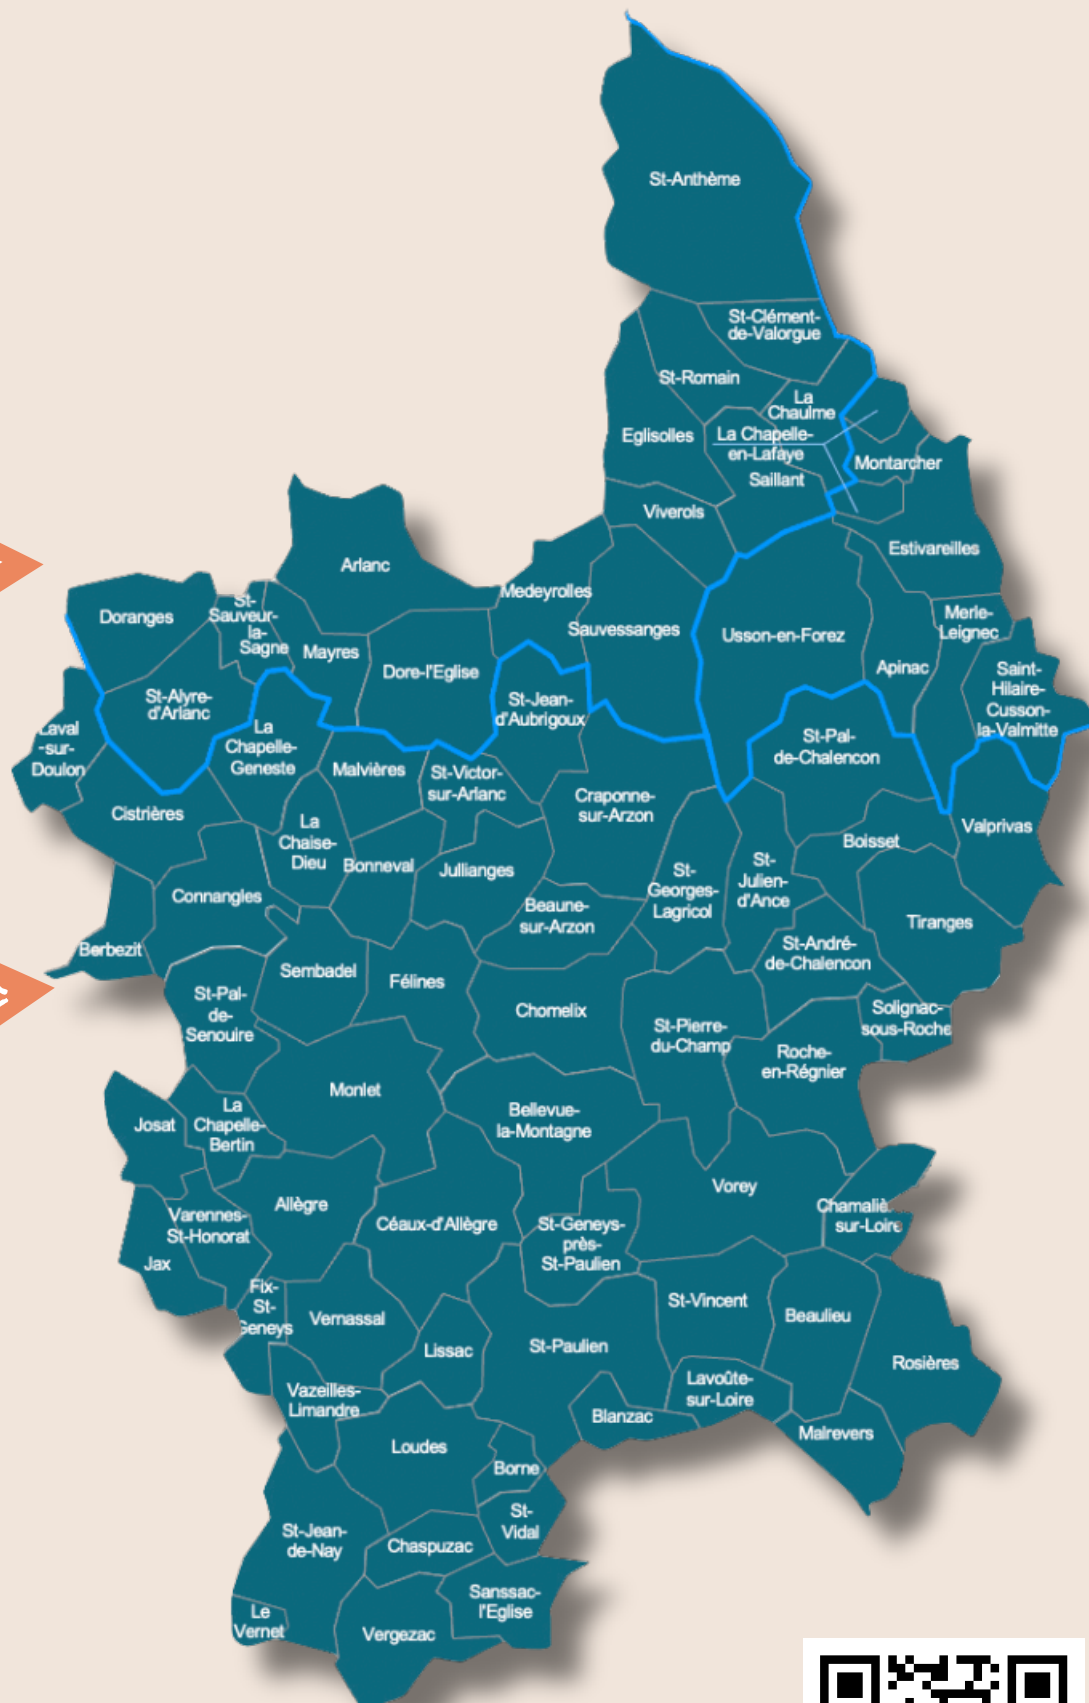 St-Anthème
St-Clément-
de-Valorgue
St-Romain
La
Chaulme
Eglisolles
La Chapelle-
en-Lafaye
Montarcher
Saillant
Viverols
Estivareilles
Arlanc
Medeyrolles
Doranges
St-
Sauveur-
la-
Sagne
Mayres
Sauvessanges
Usson-en-Forez
Merle-
Leignec
Dore-l'Eglise
Apinac
Saint-
Hilaire-
Cusson-
la-Valmitte
St-Alyre-
d'Arlanc
St-Jean-
d'Aubrigoux
Laval
-sur-
Doulon
La
Chapelle-
Geneste
St-Pal-
de-Chalencon
Malvières
St-Victor-
sur-Arlanc
Cistrières
Craponne-
sur-Arzon
La
Chaise-
Dieu
Valprivas
Boisset
Bonneval
Jullianges
St-
Georges-
Lagricol
St-
Julien-
d'Ance
Connangles
Beaune-
sur-Arzon
Tiranges
Berbezit
St-André-
de-Chalencon
Sembadel
Félines
St-Pal-
de-
Senouire
Chomelix
Solignac-
sous-Roche
St-Pierre-
du-Champ
Roche-
en-Régnier
Monlet
Josat
La
Chapelle-
Bertin
Bellevue-
la-Montagne
Vorey
Allègre
Varennes-
St-Honorat
Céaux-d'Allègre
St-Geneys-
près-
St-Paulien
Chamaliè
sur-Loire
Jax
Fix-
St-
Geneys
Vernassal
St-Vincent
Beaulieu
Lissac
St-Paulien
Rosières
Vazeilles-
Limandre
Lavoûte-
sur-Loire
Blanzac
Malrevers
Loudes
Borne
St-
Vidal
St-Jean-
de-Nay
Chaspuzac
Sanssac-
l'Eglise
Le
Vernet
Vergezac